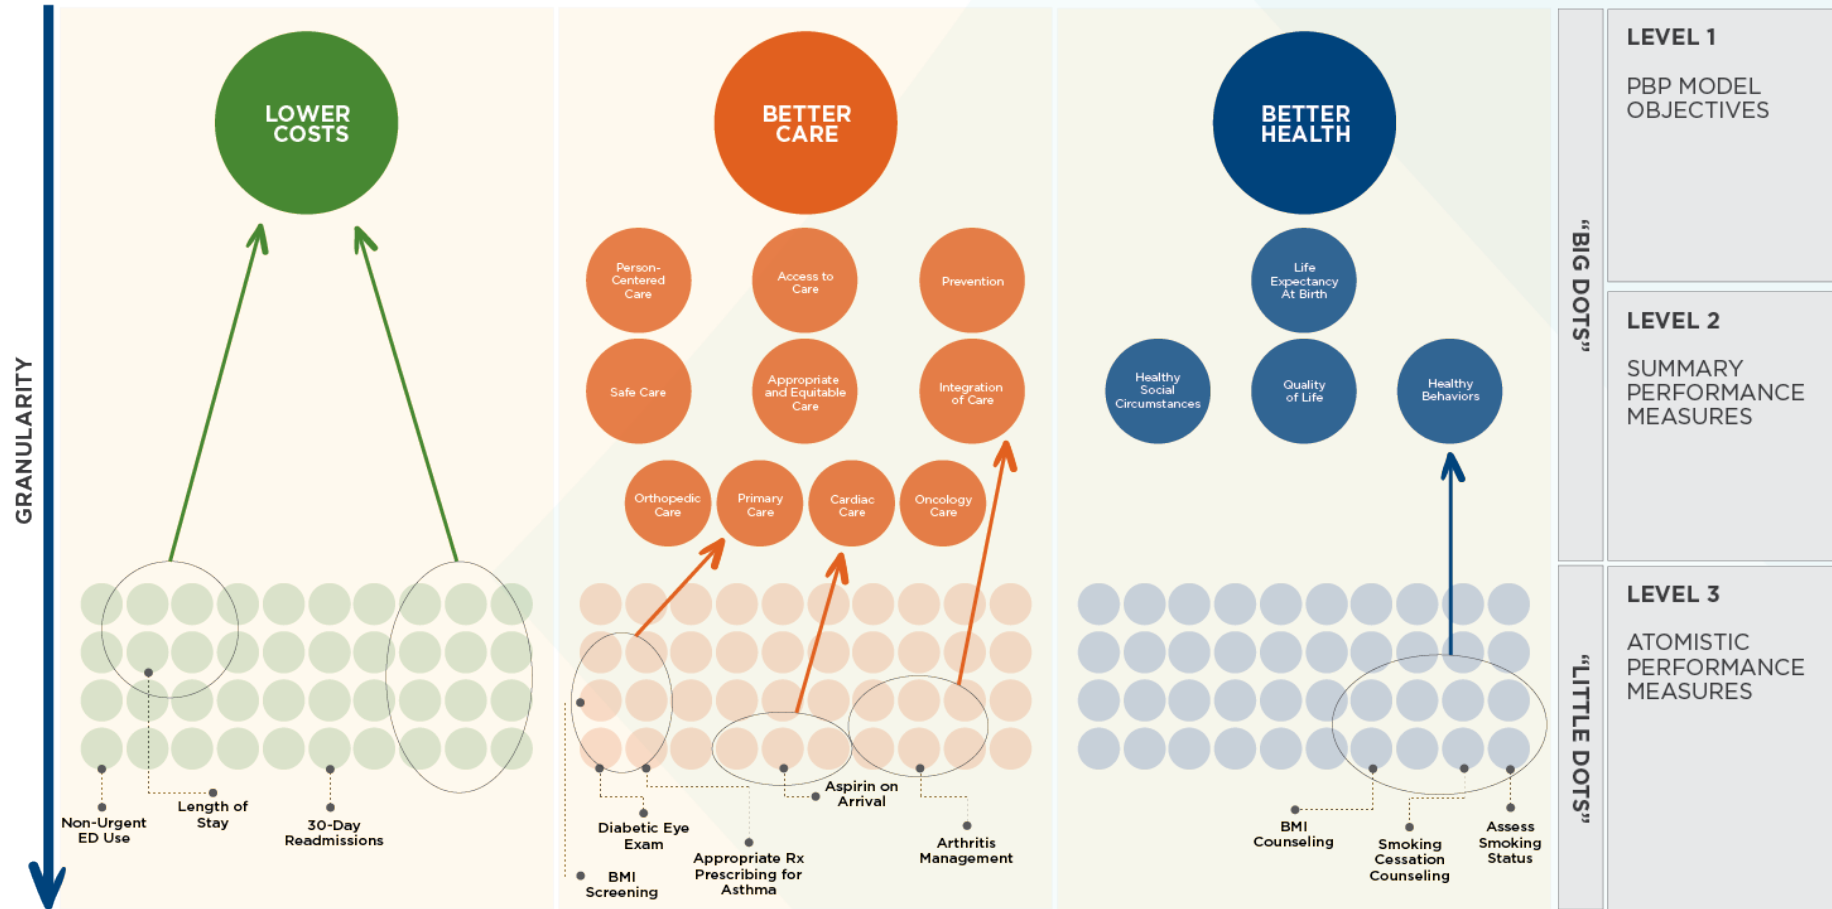 GRANULARITY
LOWER
COSTS
BETTER
CARE
BETTER
HEALTH
LEVEL 1
PBP MODEL
OBJECTIVES
Person-
Centered
Care
Access to
Care
Prevention
Life
Expectancy
At Birth
"BIG DOTS"
LEVEL 2
SUMMARY
PERFORMANCE
MEASURES
Safe Care
Appropriate
and Equitable
Care
Integration
of Care
Healthy
Social
Circumstances
Quality
of Life
Healthy
Behaviors
Orthopedic
Care
Primary
Care
Cardiac
Care
Oncology
Care
"LITTLE DOTS"
LEVEL 3
ATOMISTIC
PERFORMANCE
MEASURES
Non-Urgent
ED Use
Length of
Stay
30-Day
Readmissions
BMI
Screening
Diabetic Eye
Exam
Appropriate Rx
Prescribing for
Asthma
Aspirin on
Arrival
Arthritis
Management
BMI
Counseling
Smoking
Cessation
Counseling
Assess
Smoking
Status